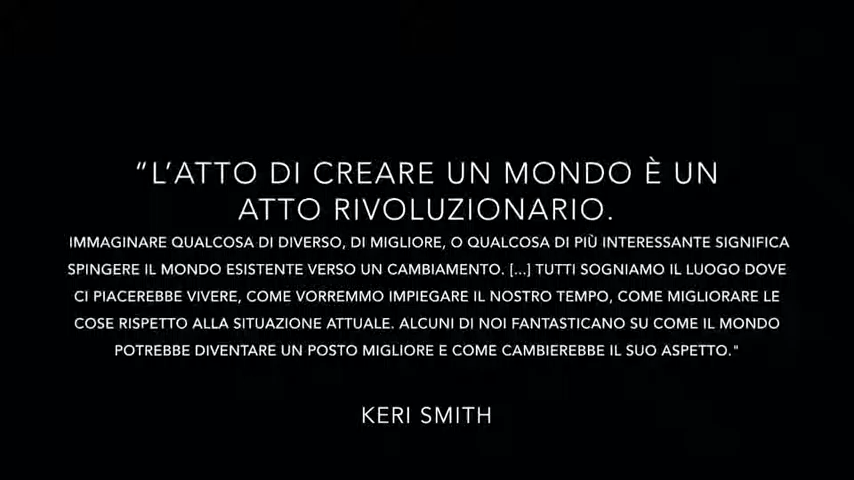 “L’ATTO DI CREARE UN MONDO È UN
ATTO RIVOLUZIONARIO.
IMMAGINARE QUALCOSA DI DIVERSO, DI MIGLIORE, O QUALCOSA DI PIÙ INTERESSANTE SIGNIFICA
SPINGERE IL MONDO ESISTENTE VERSO UN CAMBIAMENTO. [...] TUTTI SOGNIAMO IL LUOGO DOVE
CI PIACEREBBE VIVERE, COME VORREMMO IMPIEGARE IL NOSTRO TEMPO, COME MIGLIORARE LE
COSE RISPETTO ALLA SITUAZIONE ATTUALE. ALCUNI DI NOI FANTASTICANO SU COME IL MONDO
POTREBBE DIVENTARE UN POSTO MIGLIORE E COME CAMBIEREBBE IL SUO ASPETTO."
KERI SMITH